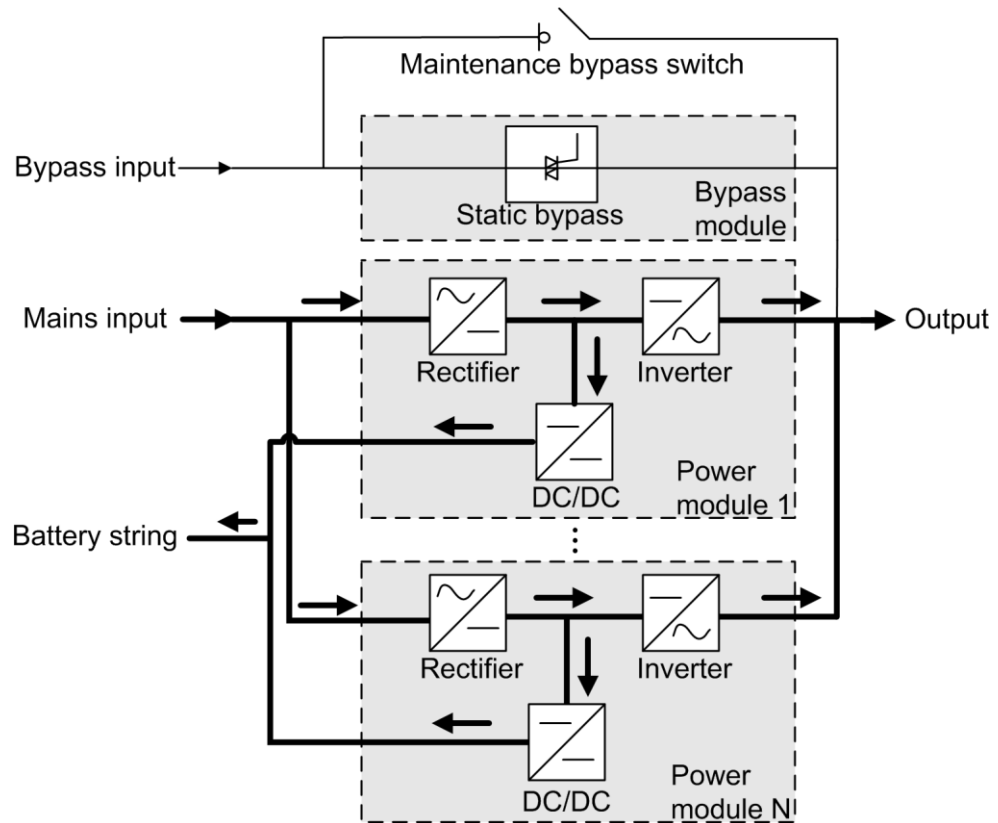 Maintenance bypass switch
Bypass input
Static bypass
Bypass
module
Mains input
Rectifier
Inverter
Output
DC/DC
Power
module 1
Battery string
Rectifier
Inverter
DC/DC
Power
module N